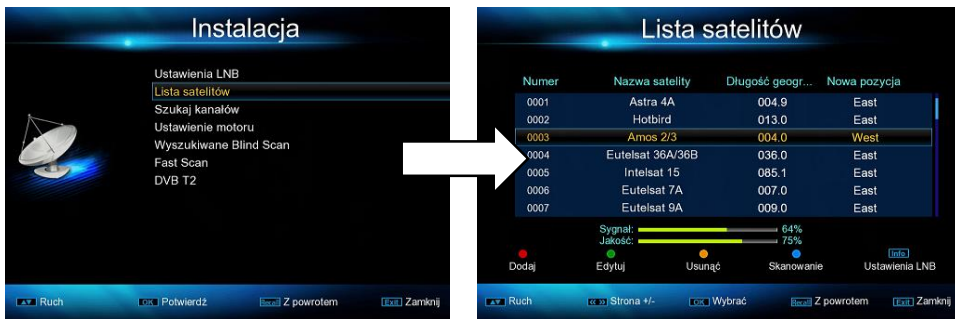 Instalacja
Ustawienia LNB
Lista satelitów
Szukaj kanałów
Ustawienie motoru
Wyszukiwane Blind Scan
Fast Scan
DVB T2
Ruch
OK Potwierdź
Recall Z powrotem
Exit Zamknij
Lista satelitów
Numer Nazwa satelity Długość geogr... Nowa pozycja
0001 Astra 4A 004.9 East
0002 Hotbird 013.0 East
0003 Amos 2/3 004.0 West
0004 Eutelsat 36A/36B 036.0 East
0005 Intelsat 15 085.1 East
0006 Eutelsat 7A 007.0 East
0007 Eutelsat 9A 009.0 East
Sygnał: 64%
Jakość: 75%
Info
Dodaj Edytuj Usunąć Skanowanie Ustawienia LNB
Ruch
Strona +/-
OK Wybrać
Recall Z powrotem
Exit Zamknij